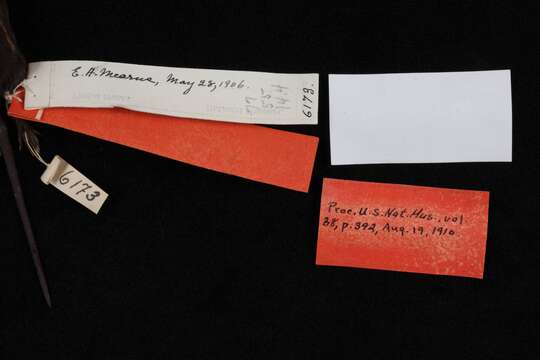 E. A. Mearns, May 28, 1906.
6173
6173
Proc. U.S. Nat. Mus., vol
38, p. 392, Aug. 19, 1910